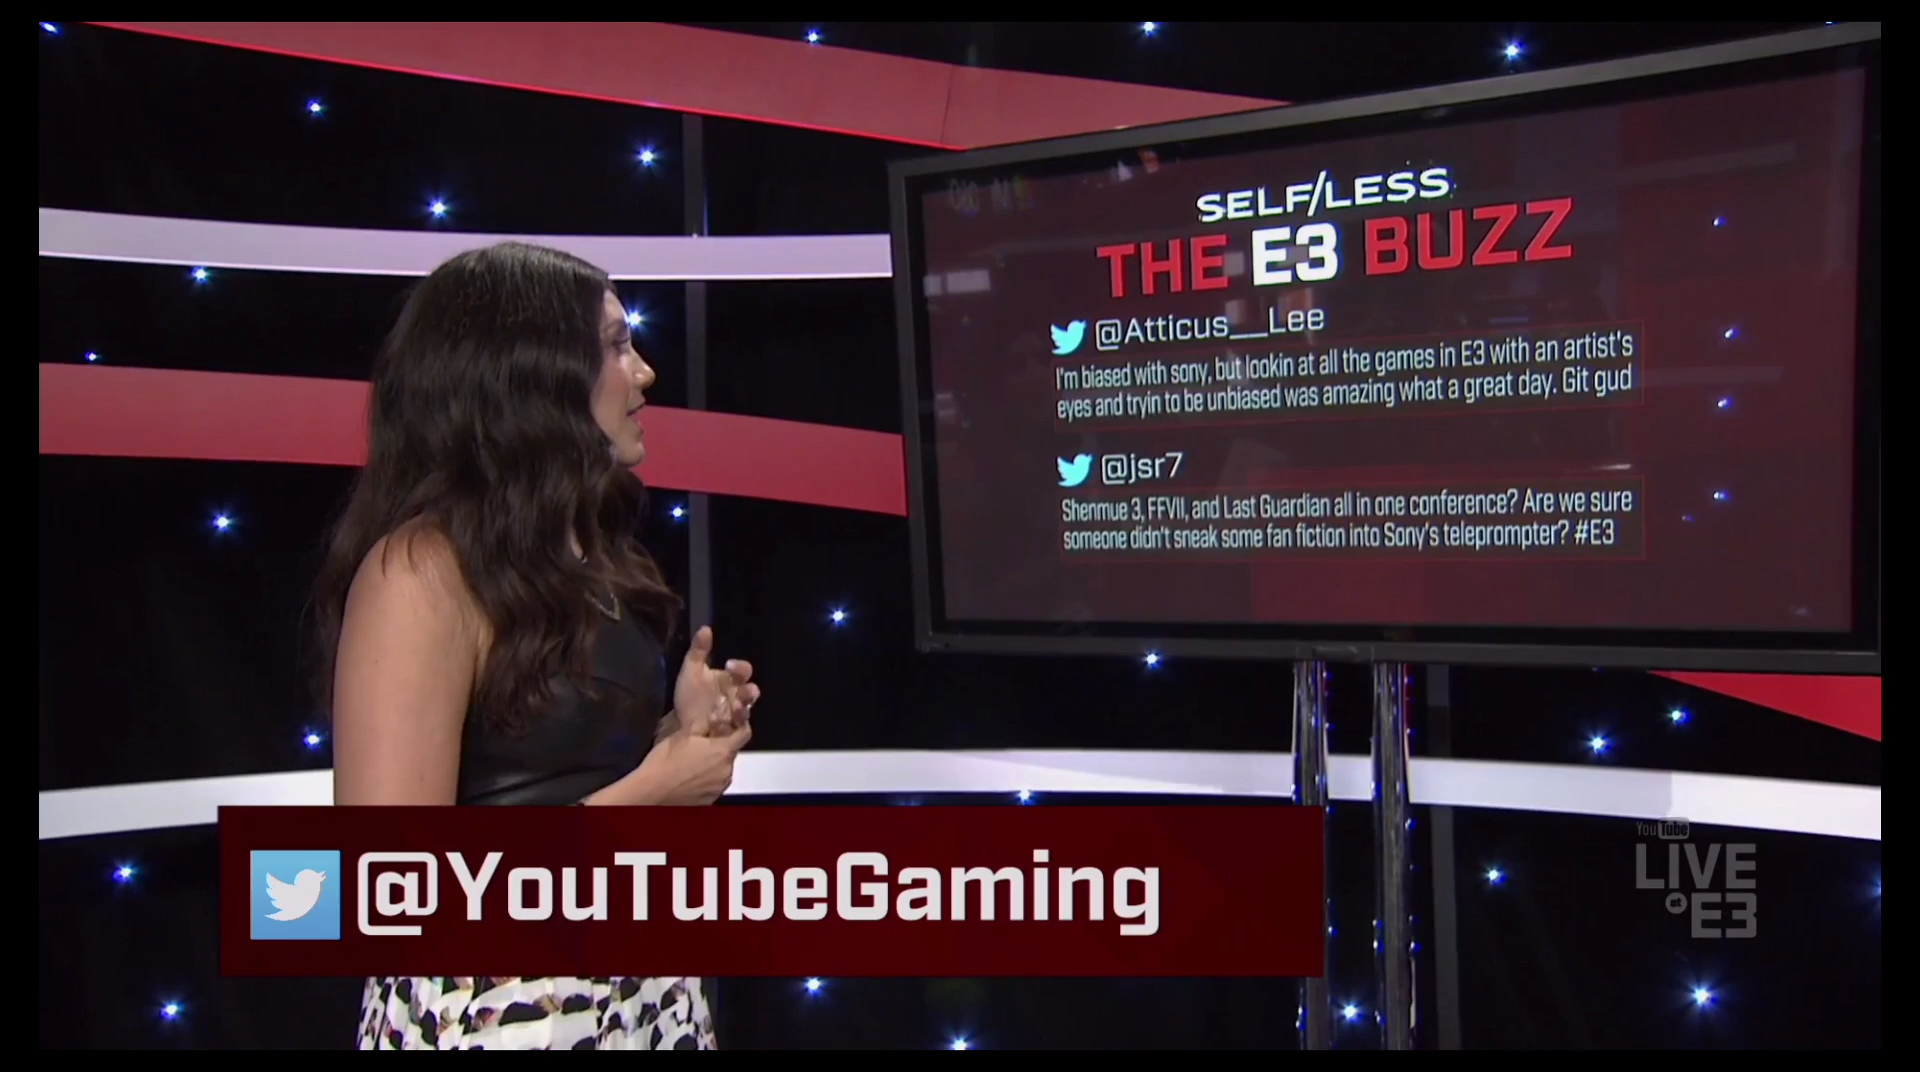 SELF/LESS
THE E3 BUZZ
@Atticus__Lee
I'm biased with sony, but lookin at all the games in E3 with an artist's
eyes and tryin to be unbiased was amazing what a great day. Git gud
@jsr7
Shenmue 3, FFVII, and Last Guardian all in one conference? Are we sure
someone didn't sneak some fan fiction into Sony's teleprompter? #E3
@YouTubeGaming
YouTube
LIVE
at E3